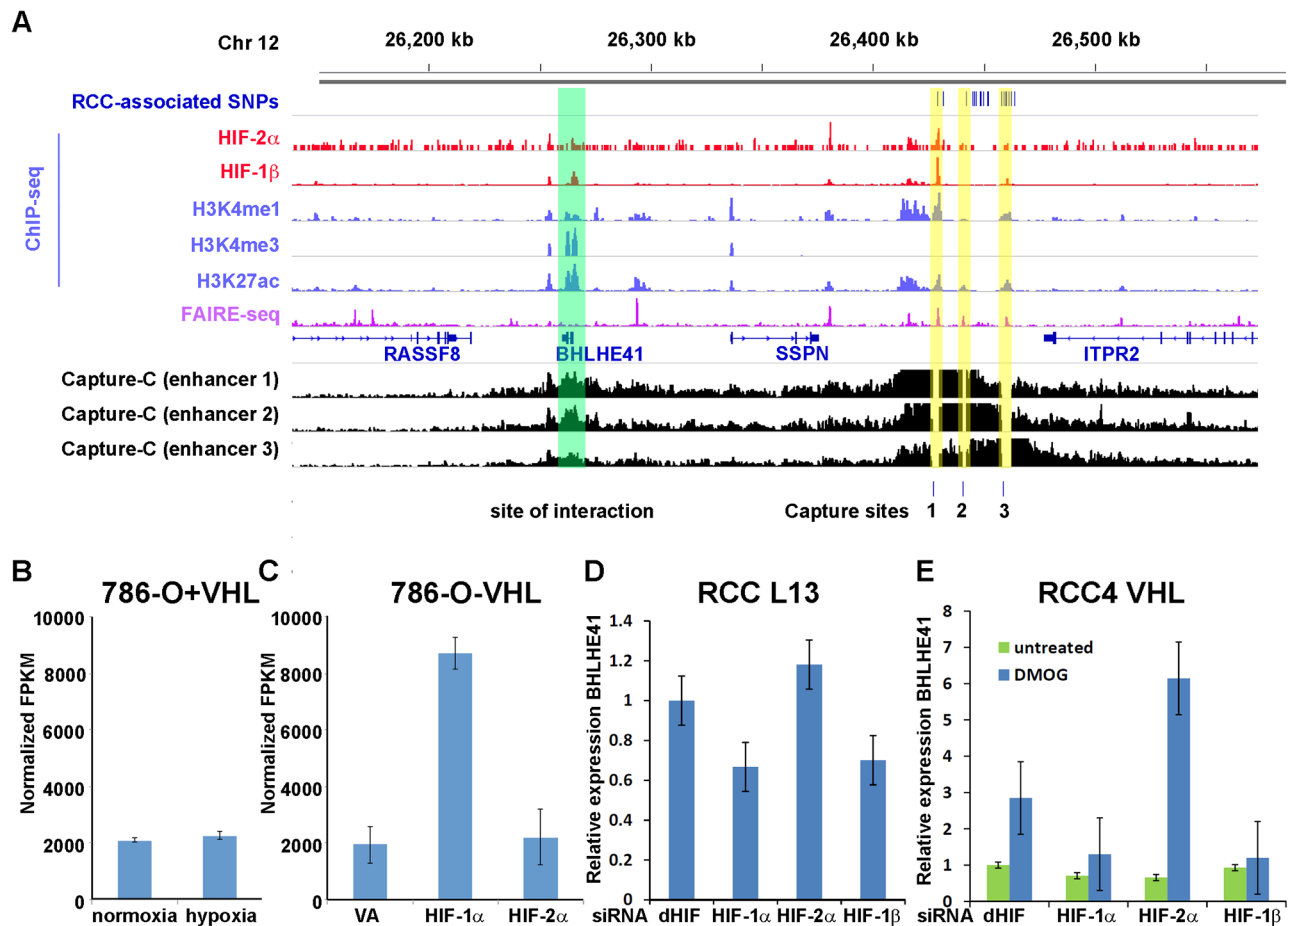 A
Chr 12
26,200 kb 26,300 kb 26,400 kb 26,500 kb
RCC-associated SNPs
ChIP-seq
HIF-2α
HIF-1β
H3K4me1
H3K4me3
H3K27ac
FAIRE-seq
RASSF8 BHLHE41 SSPN ITPR2
Capture-C (enhancer 1)
Capture-C (enhancer 2)
Capture-C (enhancer 3)
site of interaction Capture sites 1 2 3
B
786-O+VHL
Normalized FPKM
10000
8000
6000
4000
2000
0
normoxia hypoxia
C
786-O-VHL
Normalized FPKM
10000
8000
6000
4000
2000
0
VA HIF-1α HIF-2α
D
RCC L13
Relative expression BHLHE41
1.4
1.2
1
0.8
0.6
0.4
0.2
0
siRNA dHIF HIF-1α HIF-2α HIF-1β
E
RCC4 VHL
Relative expression BHLHE41
8
7
6
5
4
3
2
1
0
untreated
DMOG
siRNA dHIF HIF-1α HIF-2α HIF-1β